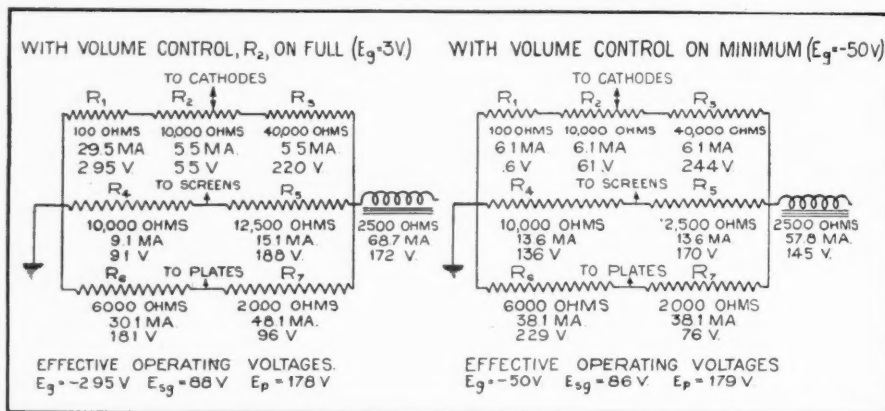 WITH VOLUME CONTROL, R₂, ON FULL (Eg=3V)
TO CATHODES
R₁ R₂ R₃
100 OHMS 10,000 OHMS 40,000 OHMS
29.5 MA. 5.5 MA. 5.5 MA.
2.95 V. 55 V 220 V.
R₄ TO SCREENS R₅
10,000 OHMS 12,500 OHMS 2500 OHMS
9.1 MA 15.1 MA. 68.7 MA
91 V 188 V. 172 V.
R₆ TO PLATES R₇
6000 OHMS 2000 OHMS
30.1 MA. 48.1 MA.
181 V 96 V
EFFECTIVE OPERATING VOLTAGES.
Eg=-2.95 V Esg=88 V Ep=178 V
WITH VOLUME CONTROL ON MINIMUM (Eg=-50V)
TO CATHODES
R₁ R₂ R₃
100 OHMS 10,000 OHMS 40,000 OHMS
6.1 MA 6.1 MA 6.1 MA
.6 V 61 V. 244 V.
R₄ TO SCREENS R₅
10,000 OHMS 12,500 OHMS 2500 OHMS
13.6 MA 13.6 MA 57.8 MA.
136 V 170 V. 145 V.
R₆ TO PLATES R₇
6000 OHMS 2000 OHMS
38.1 MA. 38.1 MA
229 V 76 V.
EFFECTIVE OPERATING VOLTAGES
Eg=-50V Esg=86 V. Ep=179 V.